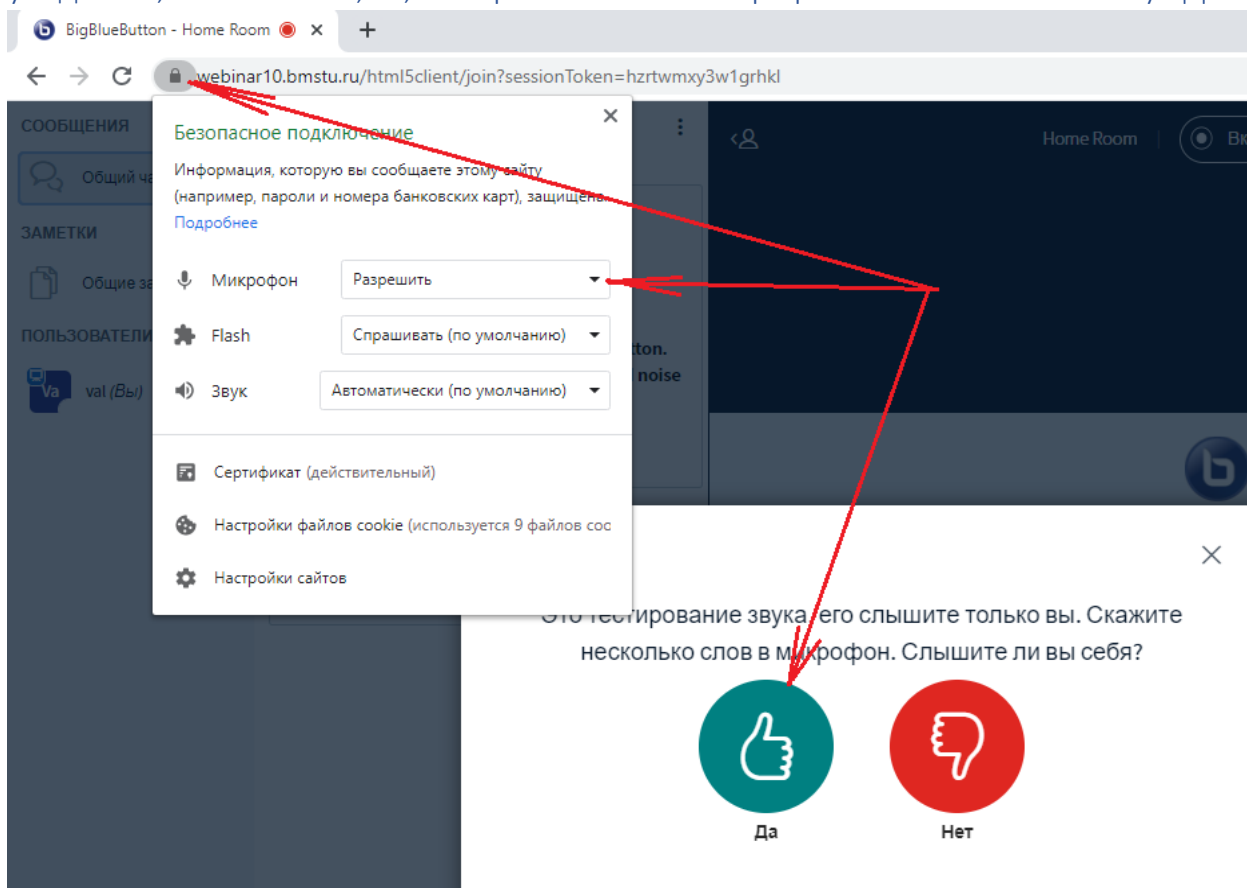 BigBlueButton - Home Room
webinar10.bmstu.ru/html5client/join?sessionToken=hzrtwmxy3w1grhkl
СООБЩЕНИЯ
Общий ча
ЗАМЕТКИ
Общие за
ПОЛЬЗОВАТЕЛИ
Va val (Вы)
Безопасное подключение
Информация, которую вы сообщаете этому сайту
(например, пароли и номера банковских карт), защищена.
Подробнее
Микрофон Разрешить
Flash Спрашивать (по умолчанию)
Звук Автоматически (по умолчанию)
Сертификат (действительный)
Настройки файлов cookie (используется 9 файлов coo
Настройки сайтов
tton.
noise
Home Room
Вк
Это тестирование звука, его слышите только вы. Скажите
несколько слов в микрофон. Слышите ли вы себя?
Да
Нет